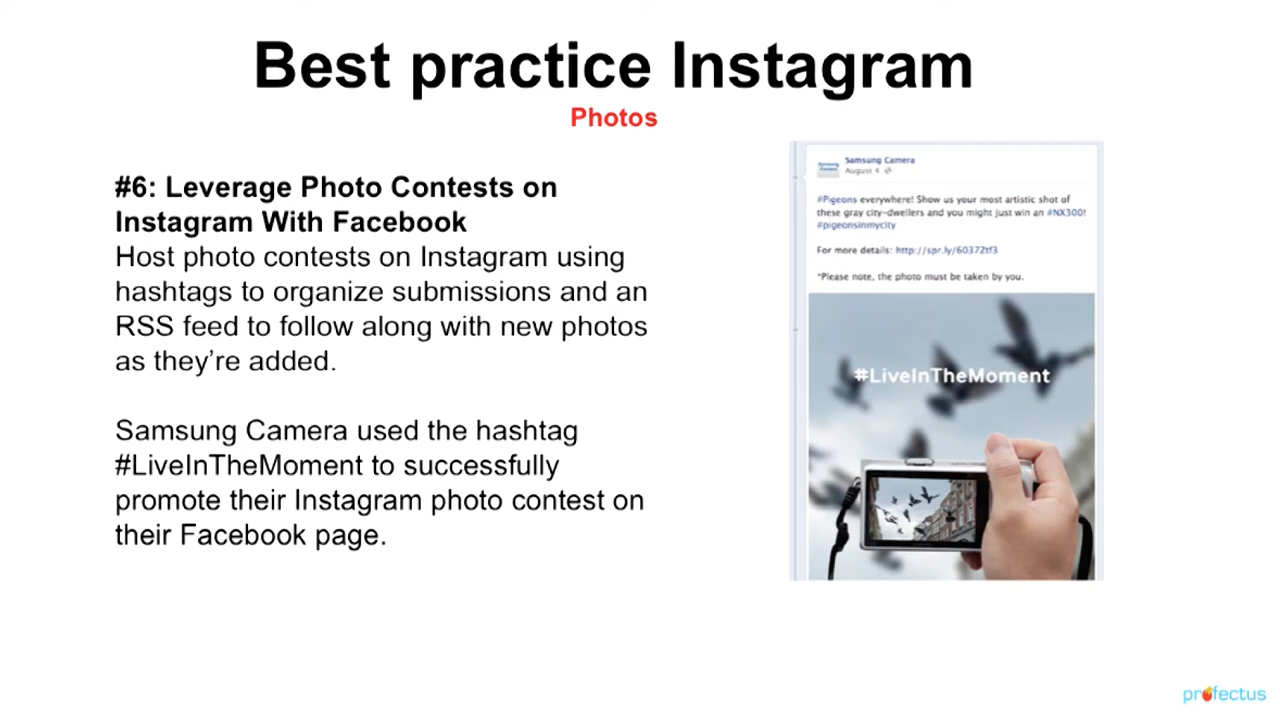 Best practice Instagram
Photos
#6: Leverage Photo Contests on
Instagram With Facebook
Host photo contests on Instagram using
hashtags to organize submissions and an
RSS feed to follow along with new photos
as they’re added.
Samsung Camera used the hashtag
#LiveInTheMoment to successfully
promote their Instagram photo contest on
their Facebook page.
Samsung Camera
August 4
#Pigeons everywhere! Show us your most artistic shot of
these gray city-dwellers and you might just win an #NX300!
#pigeonsinmycity
For more details: http://spr.ly/6037Ztf3
*Please note, the photo must be taken by you.
#LiveInTheMoment
profectus